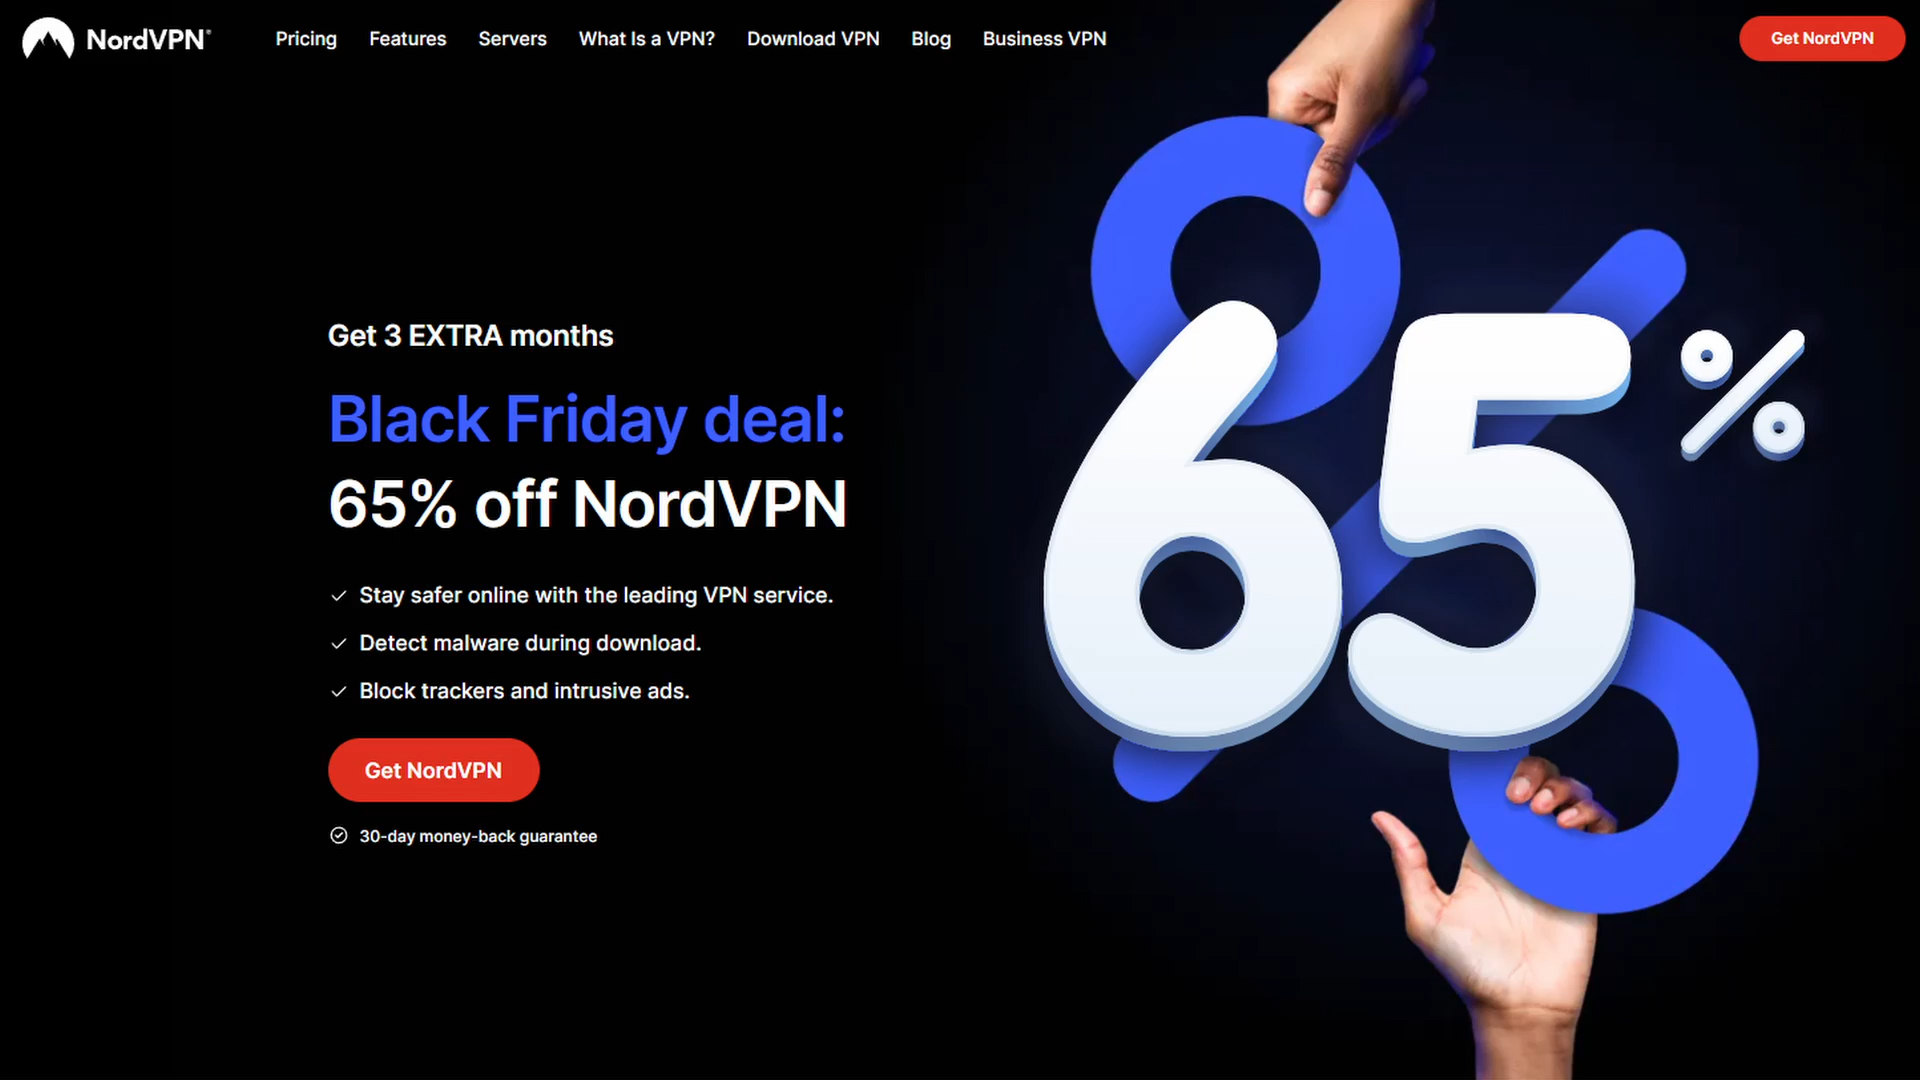 NordVPN®
Pricing
Features
Servers
What Is a VPN?
Download VPN
Blog
Business VPN
Get NordVPN
Get 3 EXTRA months
Black Friday deal:
65% off NordVPN
Stay safer online with the leading VPN service.
Detect malware during download.
Block trackers and intrusive ads.
Get NordVPN
30-day money-back guarantee
65%